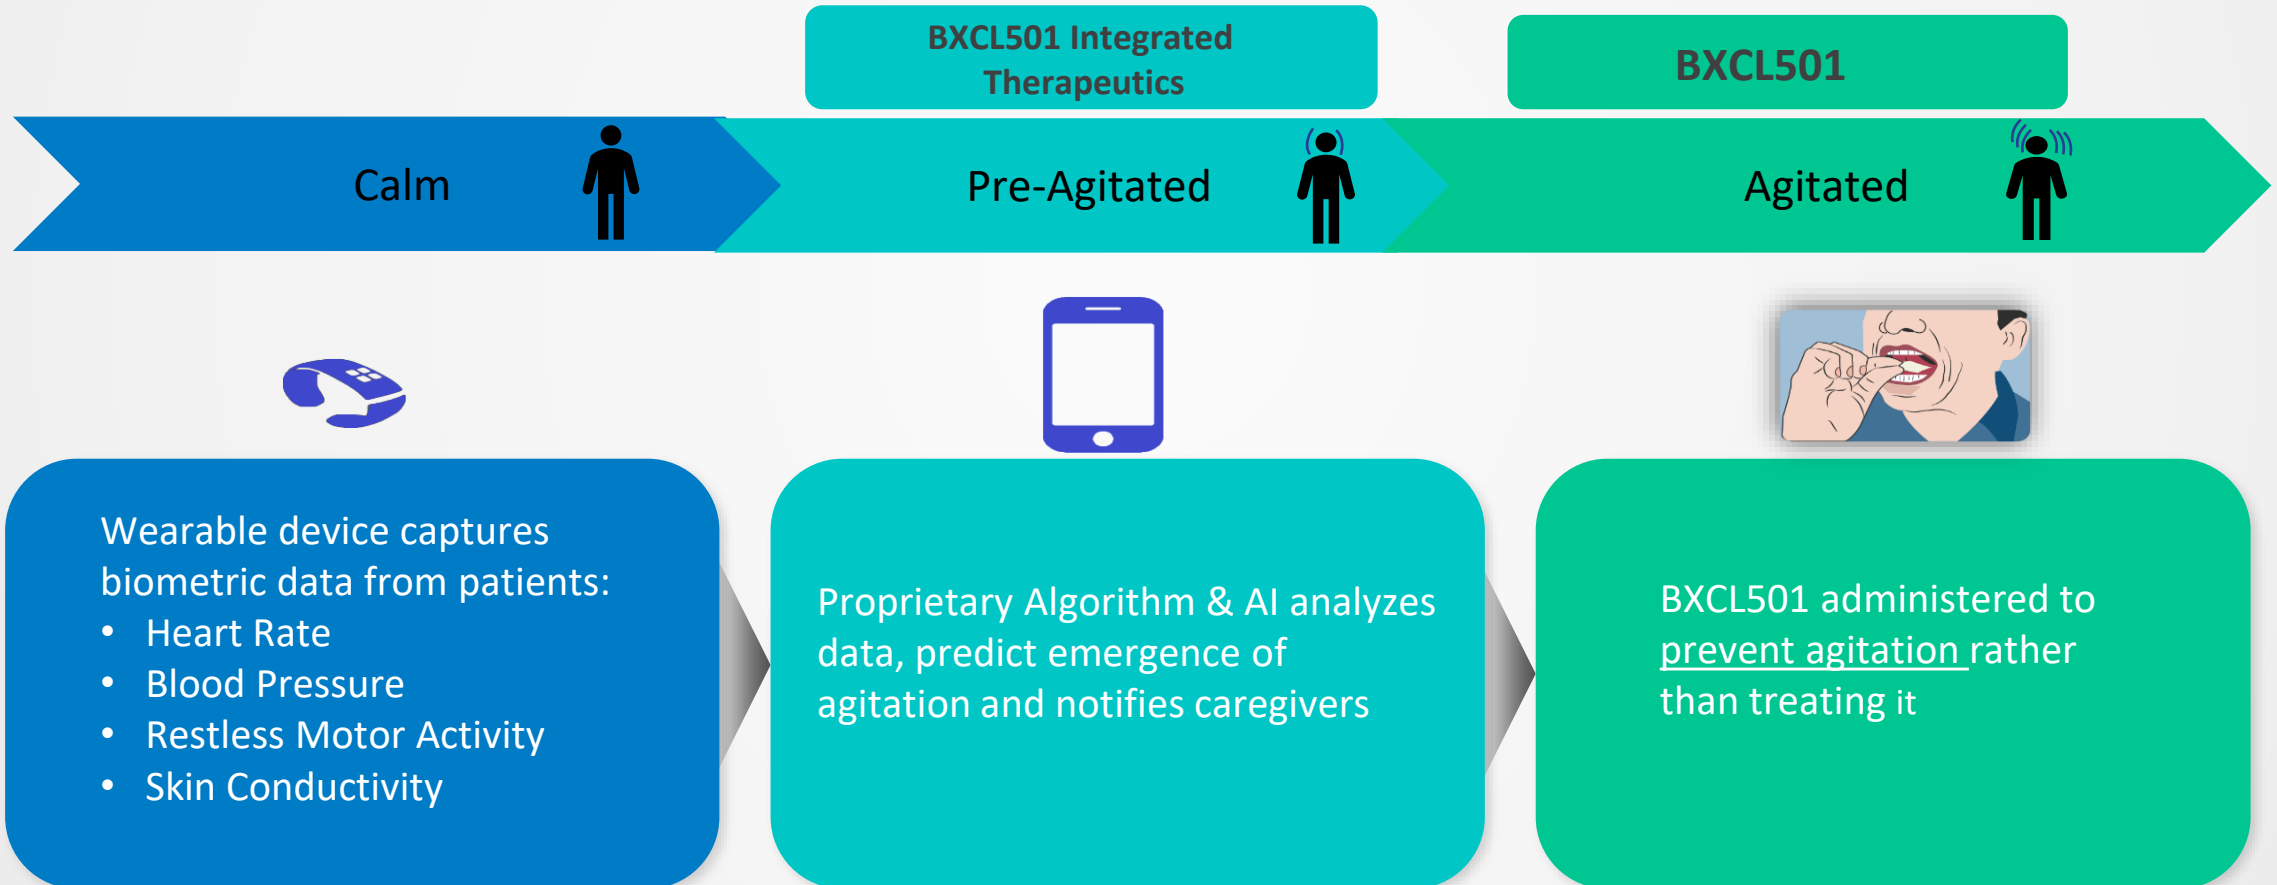 BXCL501 Integrated
Therapeutics
BXCL501
Calm
Pre-Agitated
Agitated
Wearable device captures
biometric data from patients:
• Heart Rate
• Blood Pressure
• Restless Motor Activity
• Skin Conductivity
Proprietary Algorithm & AI analyzes
data, predict emergence of
agitation and notifies caregivers
BXCL501 administered to
prevent agitation rather
than treating it